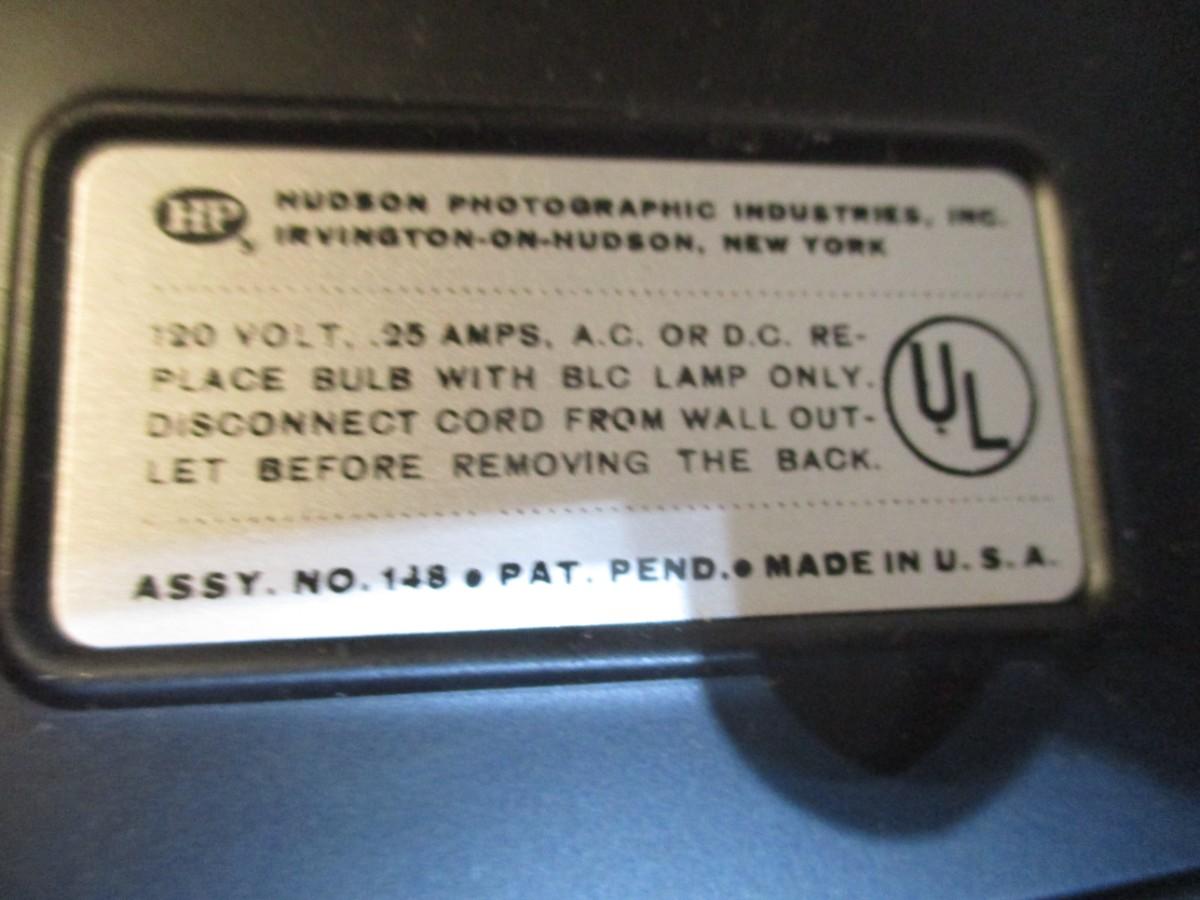 HP HUDSON PHOTOGRAPHIC INDUSTRIES, INC.
IRVINGTON-ON-HUDSON, NEW YORK
120 VOLT, .25 AMPS, A.C. OR D.C. RE-
PLACE BULB WITH BLC LAMP ONLY.
DISCONNECT CORD FROM WALL OUT-
LET BEFORE REMOVING THE BACK.
UL
ASSY. NO. 148 • PAT. PEND. • MADE IN U.S.A.